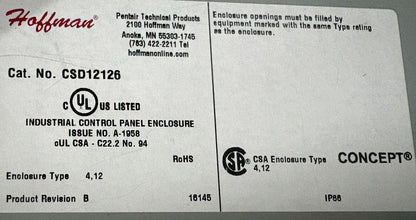 Hoffman®
Pentair Technical Products
2100 Hoffman Way
Anoka, MN 55303-1745
(763) 422-2211 Tel
hoffmanonline.com
Enclosure openings must be filled by
equipment marked with the same Type rating
as the enclosure.
Cat. No. CSD12126
c UL US LISTED
INDUSTRIAL CONTROL PANEL ENCLOSURE
ISSUE NO. A-1958
cUL CSA - C22.2 No. 94
RoHS
Enclosure Type 4,12
Product Revision B 16145
SA® CSA Enclosure Type
4,12
CONCEPT®
IP66